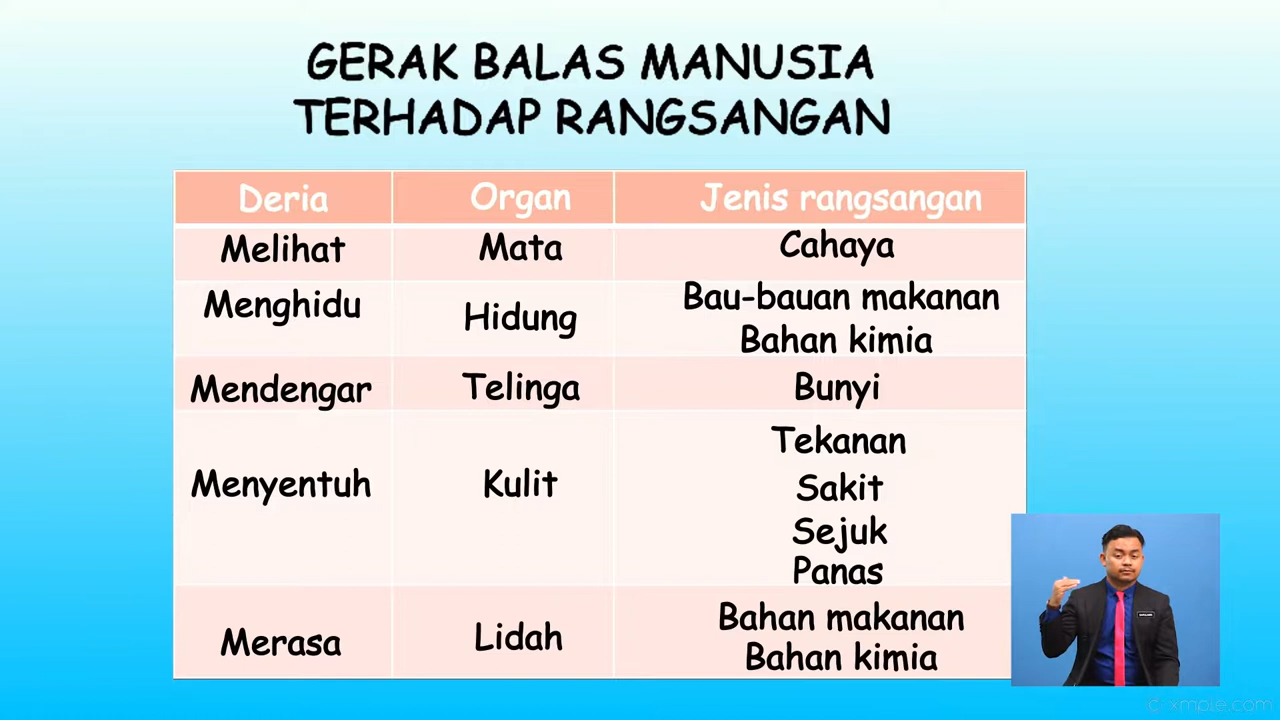 GERAK BALAS MANUSIA
TERHADAP RANGSANGAN
Deria Organ Jenis rangsangan
Melihat Mata Cahaya
Menghidu Hidung Bau-bauan makanan
Bahan kimia
Mendengar Telinga Bunyi
Menyentuh Kulit Tekanan
Sakit
Sejuk
Panas
Merasa Lidah Bahan makanan
Bahan kimia